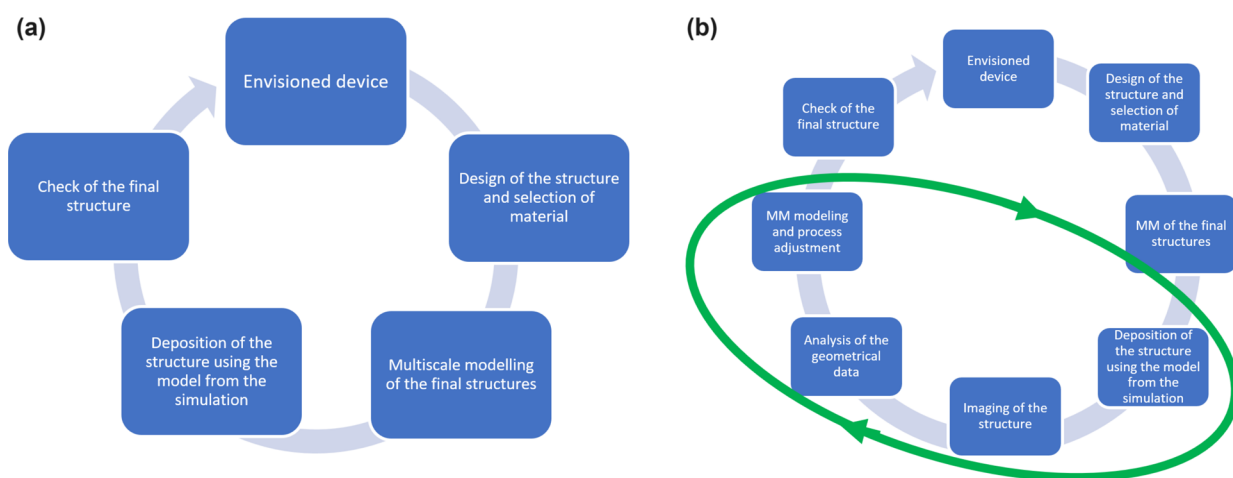 (a)
Envisioned device
Design of the structure
and selection of
material
Multiscale modelling
of the final structures
Deposition of the
structure using the
model from the
simulation
Check of the final
structure
(b)
Envisioned
device
Design of the
structure and
selection of
material
MM of the final
structures
Deposition of
the structure
using the model
from the
simulation
Imaging of the
structure
Analysis of the
geometrical
data
MM modeling
and process
adjustment
Check of the
final structure